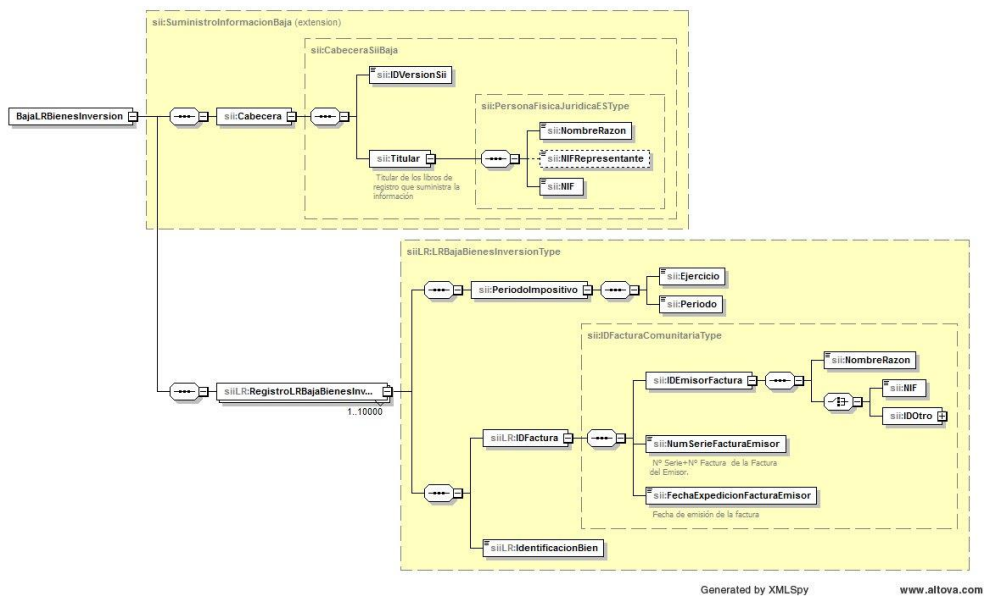 sii:SuministroInformacionBaja (extension)
sii:CabeceraSiiBaja
sii:IDVersionSii
sii:PersonaFisicaJuridicaESType
BajaLRBienesInversion
sii:Cabecera
sii:NombreRazon
sii:Titular
sii:NIFRepresentante
Titular de los libros de
registro que suministra la
información
sii:NIF
siiLR:LRBajaBienesInversionType
sii:PeriodoImpositivo
sii:Ejercicio
sii:Periodo
sii:IDFacturaComunitariaType
sii:NombreRazon
sii:IDEmisorFactura
sii:NIF
sii:IDOtro
siiLR:RegistroLRBajaBienesInv...
1..10000
siiLR:IDFactura
sii:NumSerieFacturaEmisor
Nº Serie+Nº Factura de la Factura
del Emisor.
sii:FechaExpedicionFacturaEmisor
Fecha de emisión de la factura
siiLR:IdentificacionBien
Generated by XMLSpy
www.altova.com